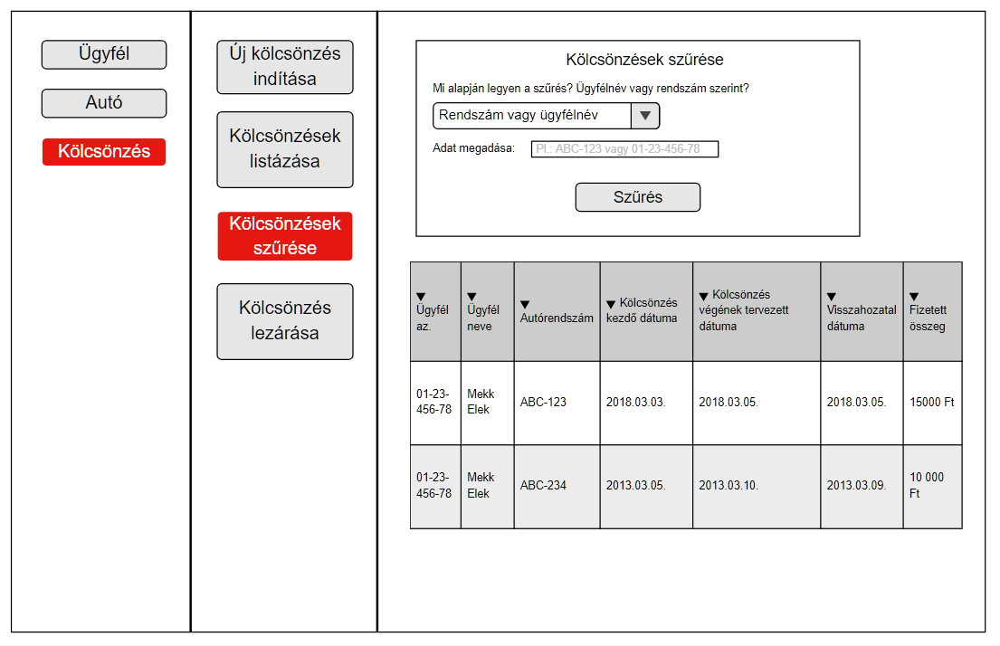 Ügyfél
Autó
Kölcsönzés
Új kölcsönzés
indítása
Kölcsönzések
listázása
Kölcsönzések
szűrése
Kölcsönzés
lezárása
Kölcsönzések szűrése
Mi alapján legyen a szűrés? Ügyfélnév vagy rendszám szerint?
Rendszám vagy ügyfélnév
Adat megadása: Pl.: ABC-123 vagy 01-23-456-78
Szűrés
▼
Ügyfél
az.
▼
Ügyfél
neve
▼
Autórendszám
▼ Kölcsönzés
kezdő dátuma
▼ Kölcsönzés
végének tervezett
dátuma
▼
Visszahozatal
dátuma
▼
Fizetett
összeg
01-23-
456-78
Mekk
Elek
ABC-123
2018.03.03.
2018.03.05.
2018.03.05.
15000 Ft
01-23-
456-78
Mekk
Elek
ABC-234
2013.03.05.
2013.03.10.
2013.03.09.
10 000
Ft